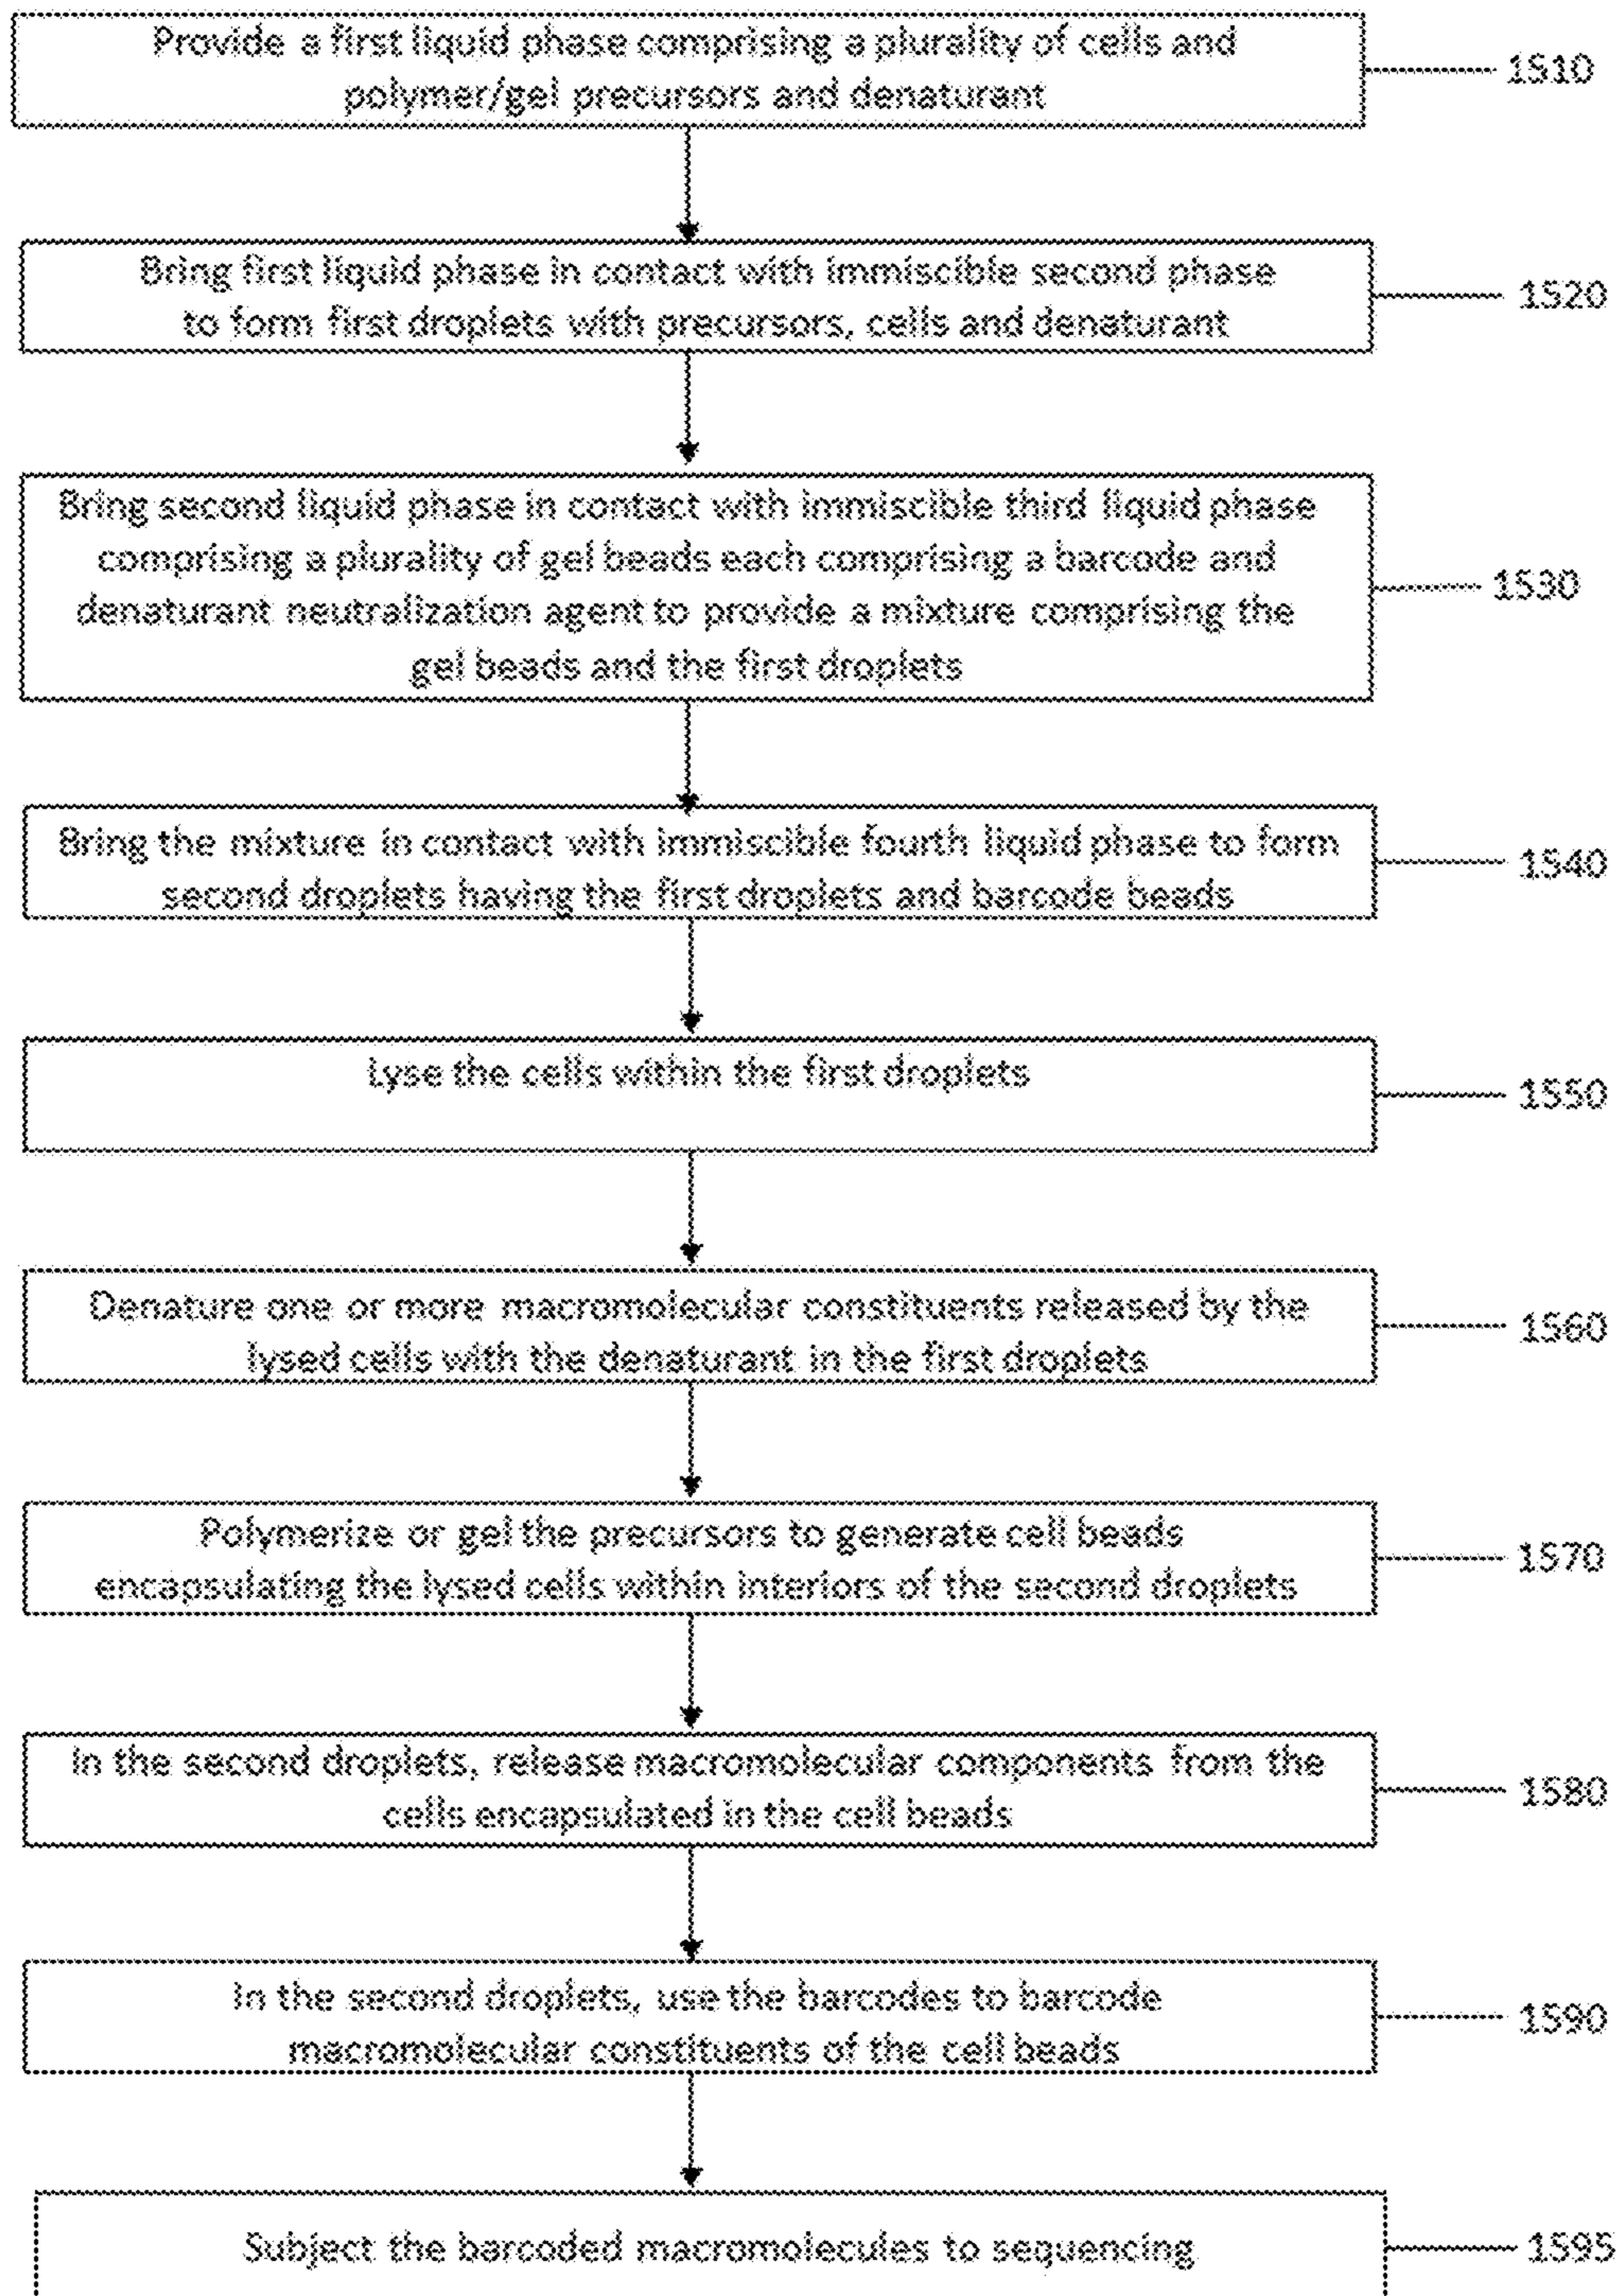 Provide a first liquid phase comprising a plurality of cells and
polymer/gel precursors and denaturant
1510
Bring first liquid phase in contact with immiscible second phase
to form first droplets with precursors, cells and denaturant
1520
Bring second liquid phase in contact with immiscible third liquid phase
comprising a plurality of gel beads each comprising a barcode and
denaturant neutralization agent to provide a mixture comprising the
gel beads and the first droplets
1530
Bring the mixture in contact with immiscible fourth liquid phase to form
second droplets having the first droplets and barcode beads
1540
Lyse the cells within the first droplets
1550
Denature one or more macromolecular constituents released by the
lysed cells with the denaturant in the first droplets
1560
Polymerize or gel the precursors to generate cell beads
encapsulating the lysed cells within interiors of the second droplets
1570
In the second droplets, release macromolecular components from the
cells encapsulated in the cell beads
1580
In the second droplets, use the barcodes to barcode
macromolecular constituents of the cell beads
1590
Subject the barcoded macromolecules to sequencing
1595